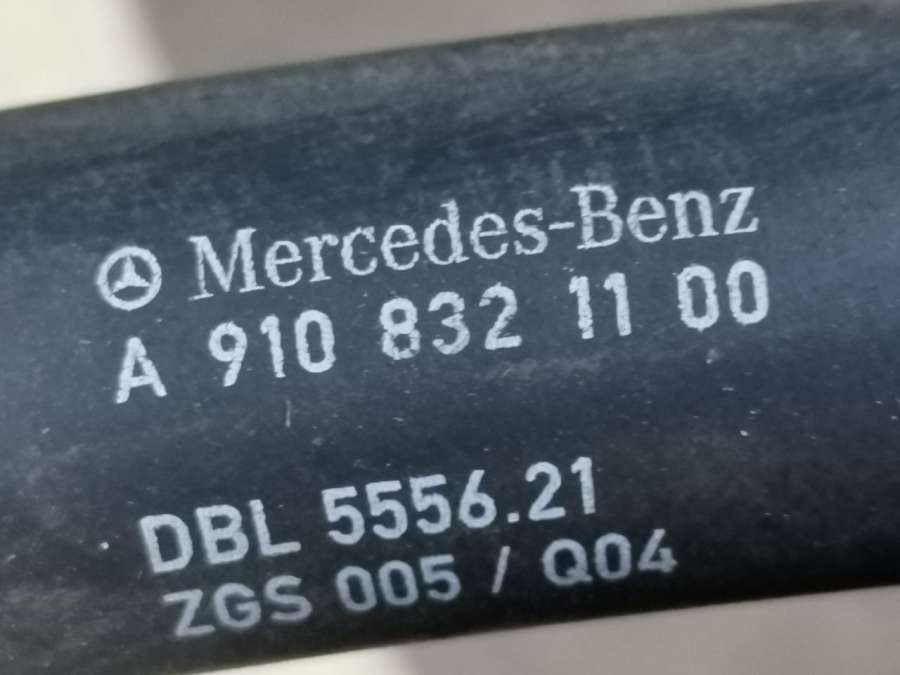 Mercedes-Benz
A 910 832 11 00
DBL 5556.21
ZGS 005 / Q04